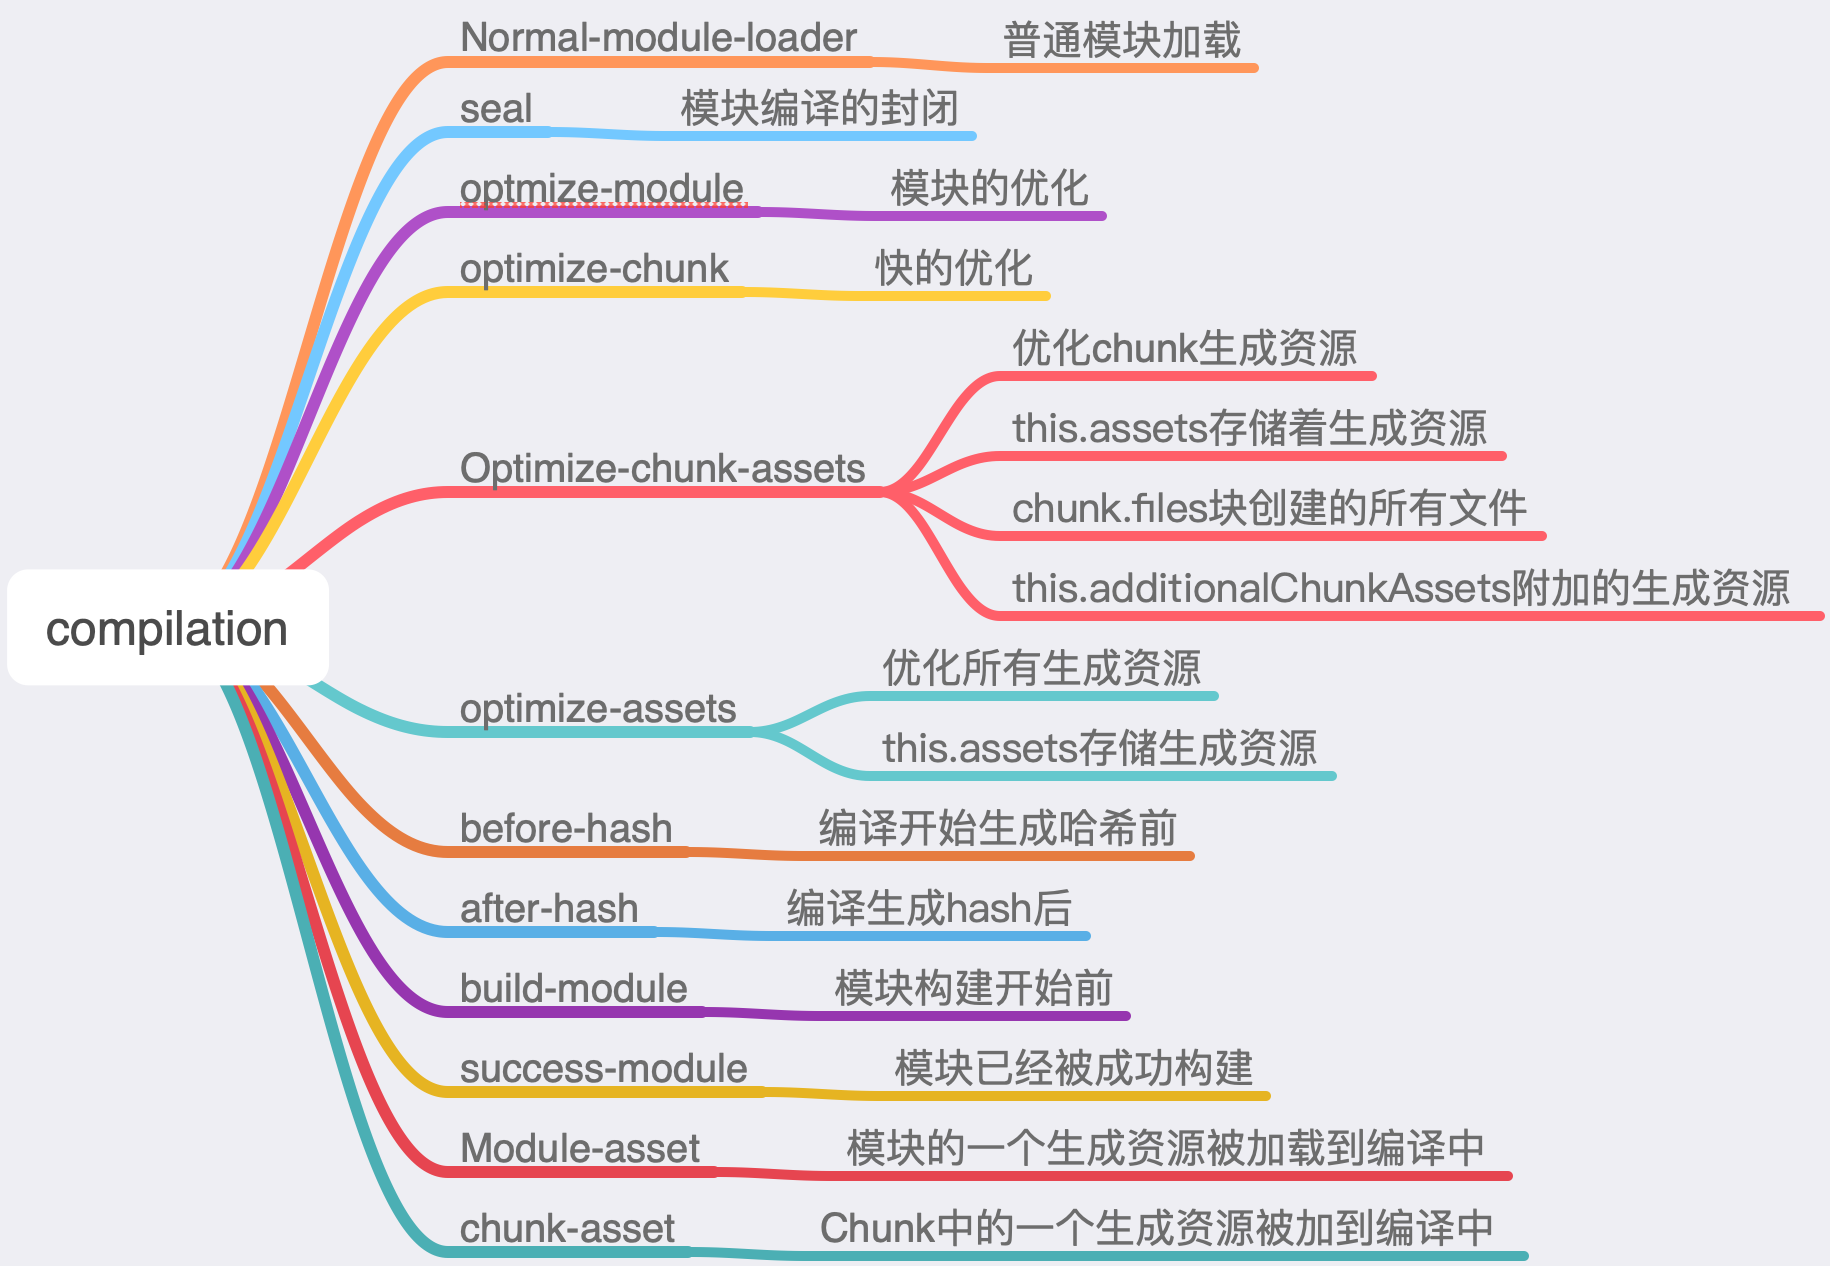 compilation
Normal-module-loader
普通模块加载
seal
模块编译的封闭
optmize-module
模块的优化
optimize-chunk
快的优化
Optimize-chunk-assets
优化chunk生成资源
this.assets存储着生成资源
chunk.files块创建的所有文件
this.additionalChunkAssets附加的生成资源
optimize-assets
优化所有生成资源
this.assets存储生成资源
before-hash
编译开始生成哈希前
after-hash
编译生成hash后
build-module
模块构建开始前
success-module
模块已经被成功构建
Module-asset
模块的一个生成资源被加载到编译中
chunk-asset
Chunk中的一个生成资源被加到编译中